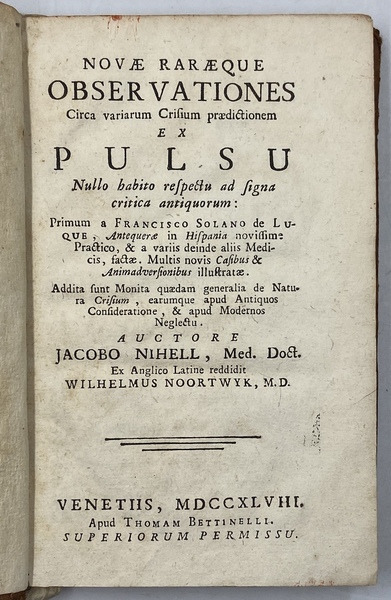 NOVÆ RARÆQUE
OBSERVATIONES
Circa variarum Criſium prædictionem
EX
PULSU
Nullo habito reſpectu ad ſigna
critica antiquorum:
Primum a FRANCISCO SOLANO de LU-
QUE, Antequeræ in Hiſpania noviſſime
Practico, & a variis deinde aliis Medi-
cis, factæ. Multis novis Caſibus &
Animadverſionibus illuſtratæ.
Addita ſunt Monita quædam generalia de Natu-
ra Criſium, earumque apud Antiquos
Conſideratione, & apud Modernos
Neglectu.
AUCTORE
JACOBO NIHELL, Med. Doct.
Ex Anglico Latine reddidit
WILHELMUS NOORTWYK, M.D.
VENETIIS, MDCCXLVIII.
Apud THOMAM BETTINELLI.
SUPERIORUM PERMISSU.